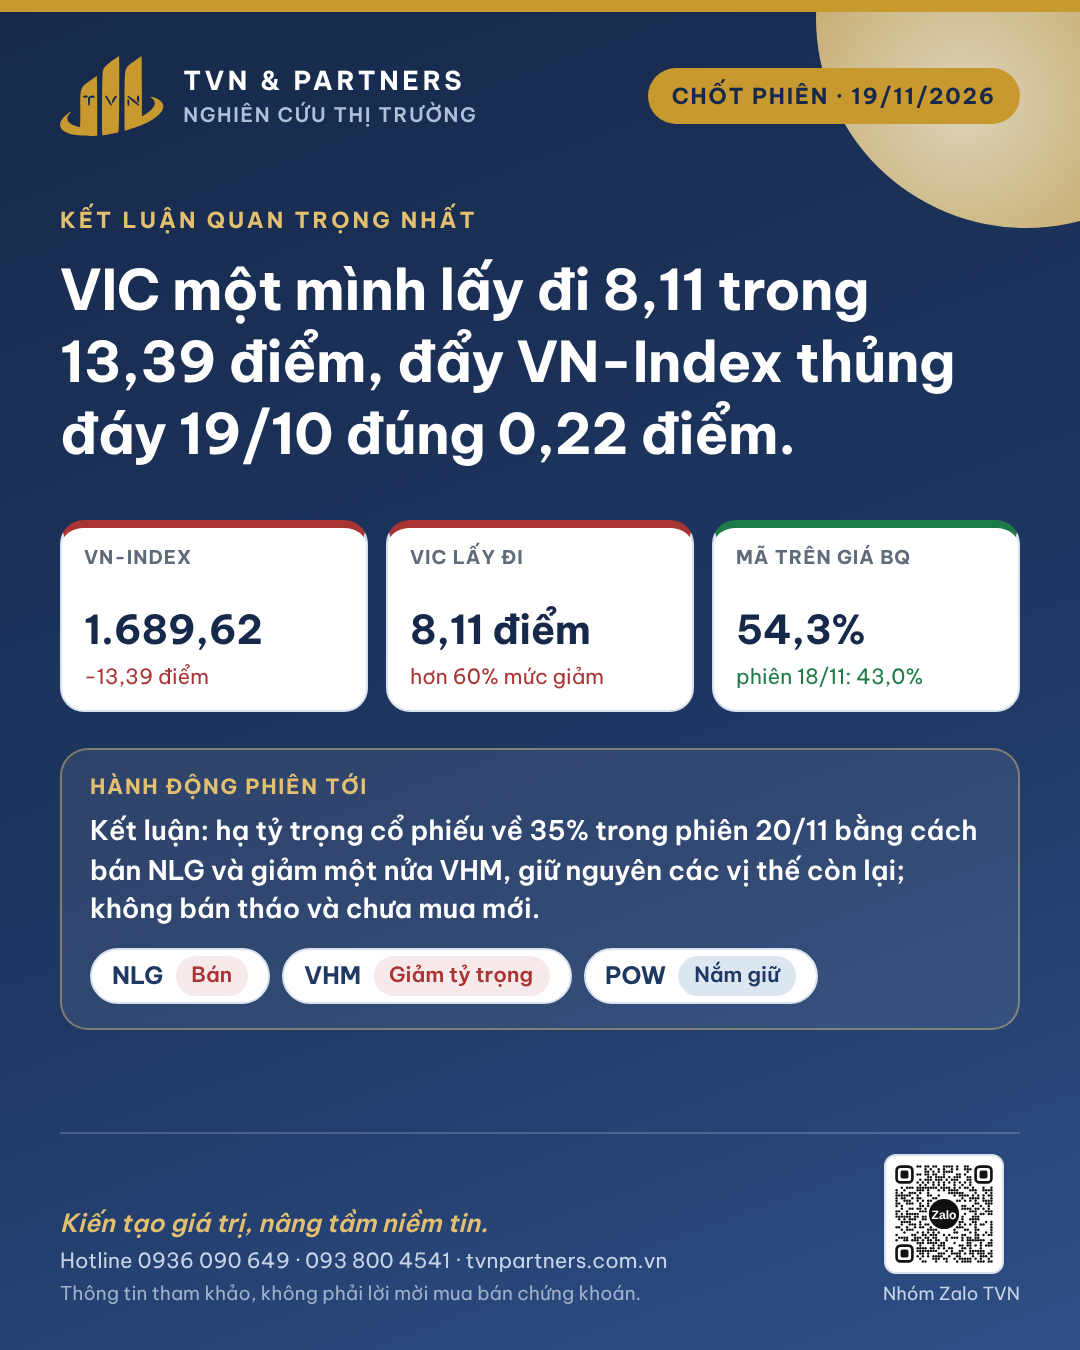 TVN
TVN & PARTNERS
NGHIÊN CỨU THỊ TRƯỜNG
CHỐT PHIÊN · 19/11/2026
KẾT LUẬN QUAN TRỌNG NHẤT
VIC một mình lấy đi 8,11 trong
13,39 điểm, đẩy VN-Index thủng
đáy 19/10 đúng 0,22 điểm.
VN-INDEX
1.689,62
-13,39 điểm
VIC LẤY ĐI
8,11 điểm
hơn 60% mức giảm
MÃ TRÊN GIÁ BQ
54,3%
phiên 18/11: 43,0%
HÀNH ĐỘNG PHIÊN TỚI
Kết luận: hạ tỷ trọng cổ phiếu về 35% trong phiên 20/11 bằng cách
bán NLG và giảm một nửa VHM, giữ nguyên các vị thế còn lại;
không bán tháo và chưa mua mới.
NLG Bán
VHM Giảm tỷ trọng
POW Nắm giữ
Kiến tạo giá trị, nâng tầm niềm tin.
Hotline 0936 090 649 · 093 800 4541 · tvnpartners.com.vn
Thông tin tham khảo, không phải lời mời mua bán chứng khoán.
Zalo
Nhóm Zalo TVN